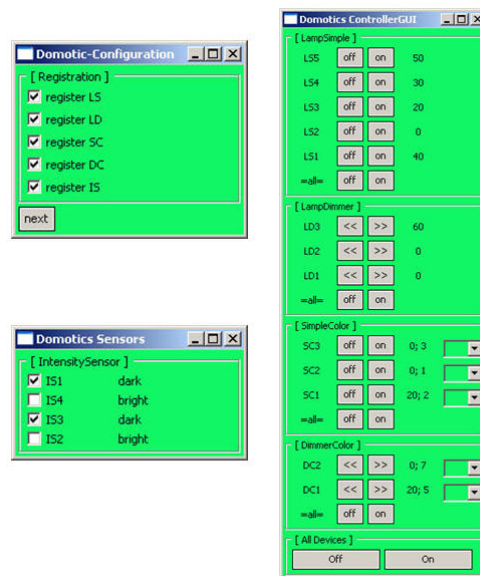 Domotic-Configuration
[ Registration ]
register LS
register LD
register SC
register DC
register IS
next
Domotics Sensors
[ IntensitySensor ]
IS1 dark
IS4 bright
IS3 dark
IS2 bright
Domotics ControllerGUI
[ LampSimple ]
LS5 off on 50
LS4 off on 30
LS3 off on 20
LS2 off on 0
LS1 off on 40
=all= off on
[ LampDimmer ]
LD3 << >> 60
LD2 << >> 0
LD1 << >> 0
=all= off on
[ SimpleColor ]
SC3 off on 0; 3
SC2 off on 0; 1
SC1 off on 20; 2
=all= off on
[ DimmerColor ]
DC2 << >> 0; 7
DC1 << >> 20; 5
=all= off on
[ All Devices ]
Off On